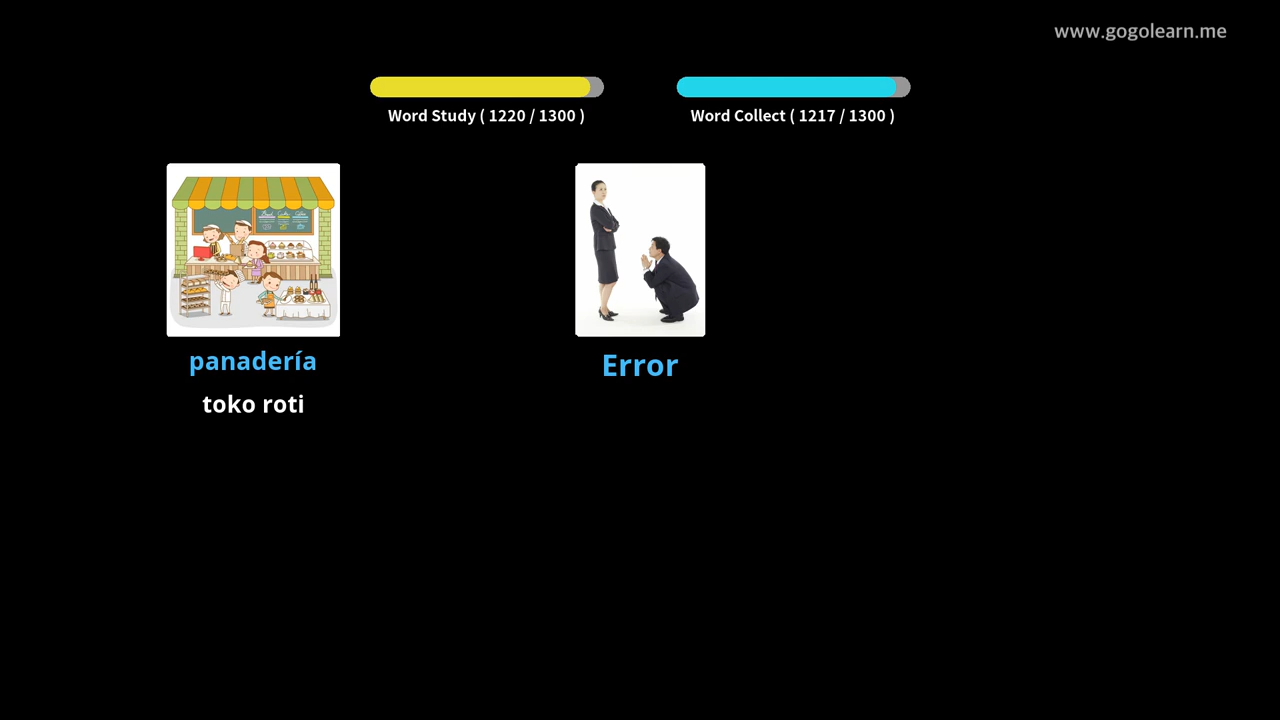 www.gogolearn.me
Word Study ( 1220 / 1300 )
Word Collect ( 1217 / 1300 )
panadería
toko roti
Error